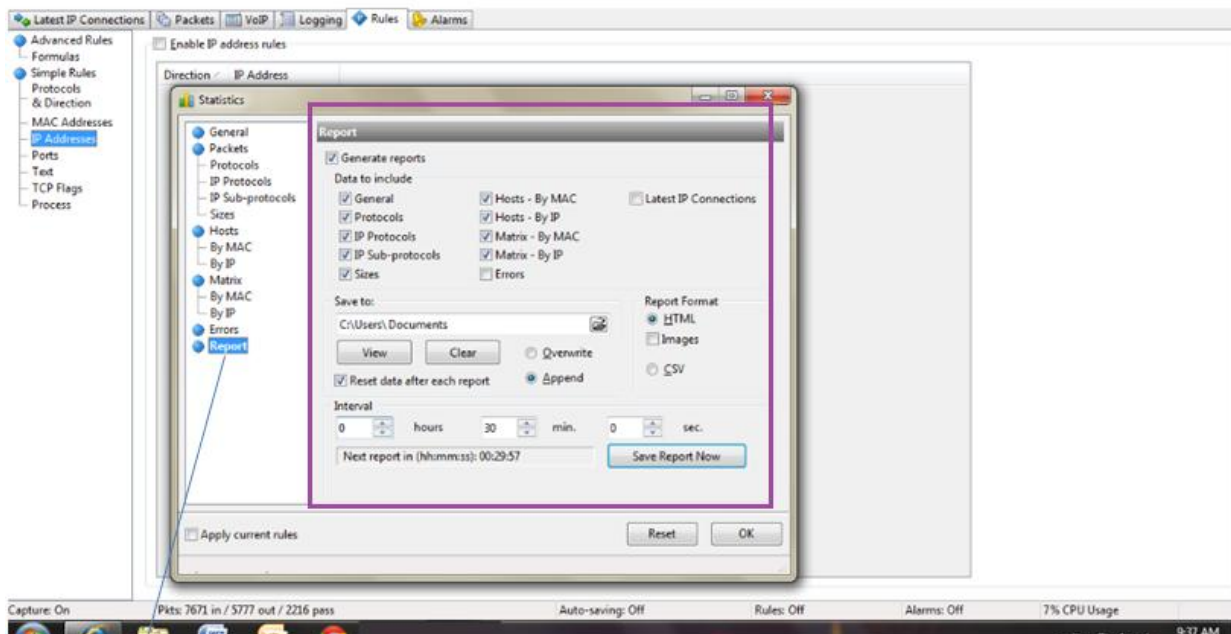 Latest IP Connections Packets VoIP Logging Rules Alarms
Advanced Rules
Formulas
Simple Rules
Protocols
& Direction
MAC Addresses
IP Addresses
Ports
Text
TCP Flags
Process
Enable IP address rules
Direction IP Address
Statistics
General
Packets
Protocols
IP Protocols
IP Sub-protocols
Sizes
Hosts
By MAC
By IP
Matrix
By MAC
By IP
Errors
Report
Report
Generate reports
Data to include
General Hosts - By MAC Latest IP Connections
Protocols Hosts - By IP
IP Protocols Matrix - By MAC
IP Sub-protocols Matrix - By IP
Sizes Errors
Save to:
C:\Users\ Documents
View Clear Overwrite
Reset data after each report Append
Report Format
HTML
Images
CSV
Interval
0 hours 30 min. 0 sec.
Next report in (hh:mm:ss): 00:29:57 Save Report Now
Apply current rules Reset OK
Capture: On Pkts: 7671 in / 5777 out / 2216 pass Auto-saving: Off Rules: Off Alarms: Off 7% CPU Usage
9:37 AM